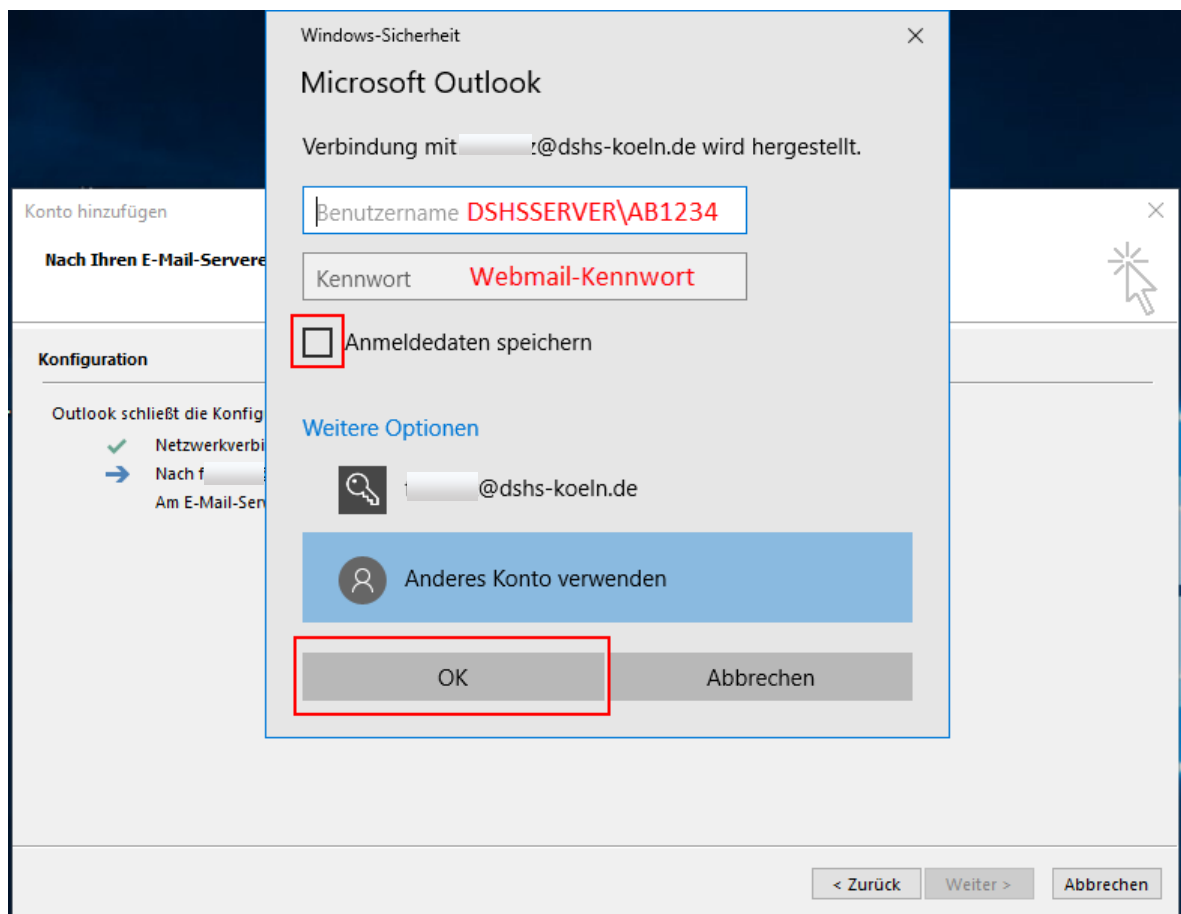 Windows-Sicherheit
Microsoft Outlook
Verbindung mit z@dshs-koeln.de wird hergestellt.
Benutzername DSHSSERVER\AB1234
Kennwort Webmail-Kennwort
Anmeldedaten speichern
Weitere Optionen
@dshs-koeln.de
Anderes Konto verwenden
OK Abbrechen
Konto hinzufügen
Nach Ihren E-Mail-Servere
Konfiguration
Outlook schließt die Konfig
Netzwerkverbi
Nach f
Am E-Mail-Serv
< Zurück Weiter > Abbrechen